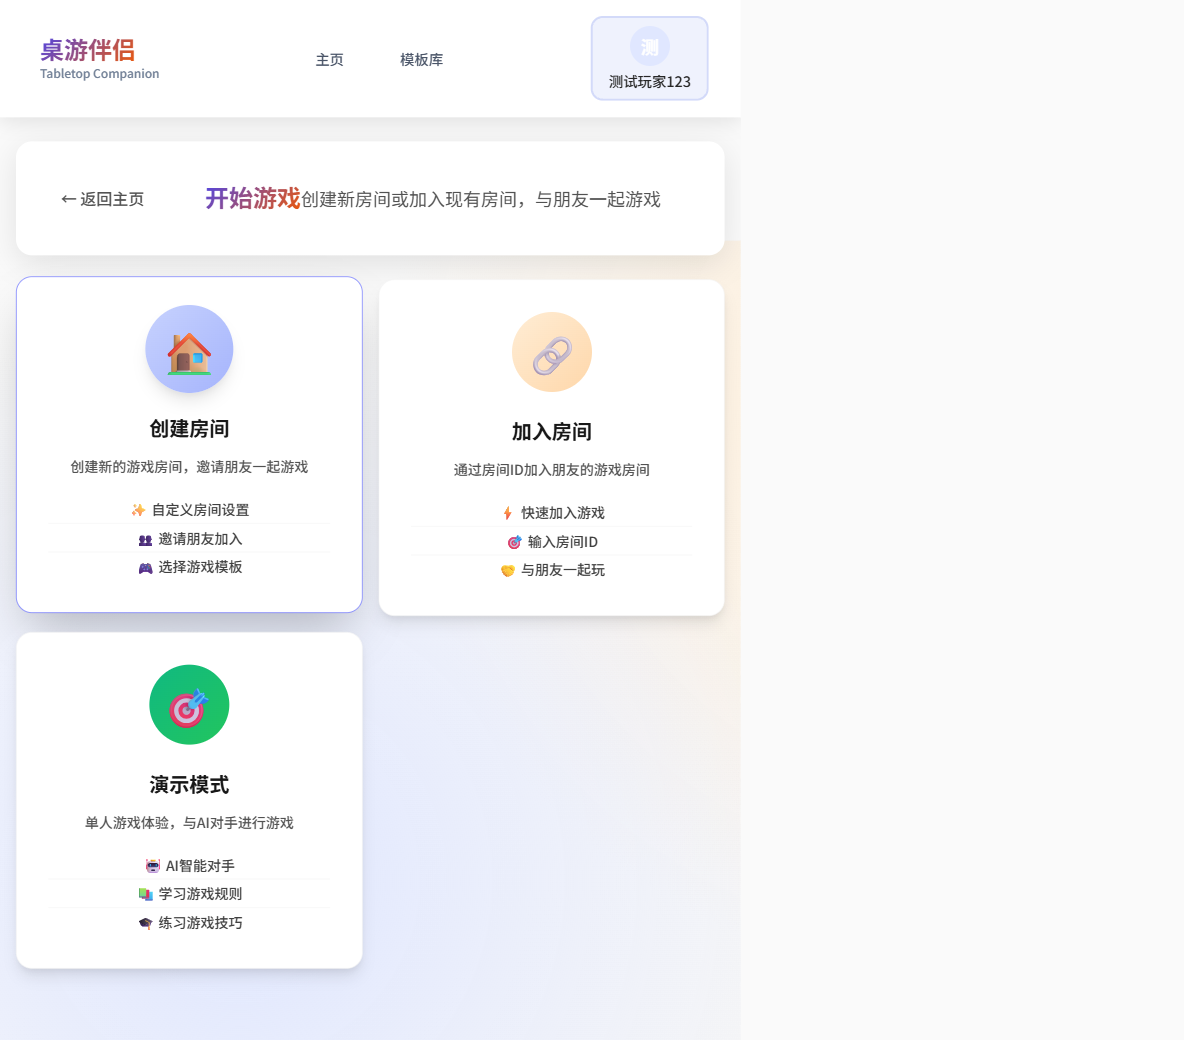 桌游伴侣
Tabletop Companion
主页
模板库
测
测试玩家123
← 返回主页
开始游戏创建新房间或加入现有房间，与朋友一起游戏
创建房间
创建新的游戏房间，邀请朋友一起游戏
✨ 自定义房间设置
👥 邀请朋友加入
🎮 选择游戏模板
加入房间
通过房间ID加入朋友的游戏房间
⚡ 快速加入游戏
🎯 输入房间ID
🤝 与朋友一起玩
演示模式
单人游戏体验，与AI对手进行游戏
🤖 AI智能对手
📚 学习游戏规则
🎓 练习游戏技巧